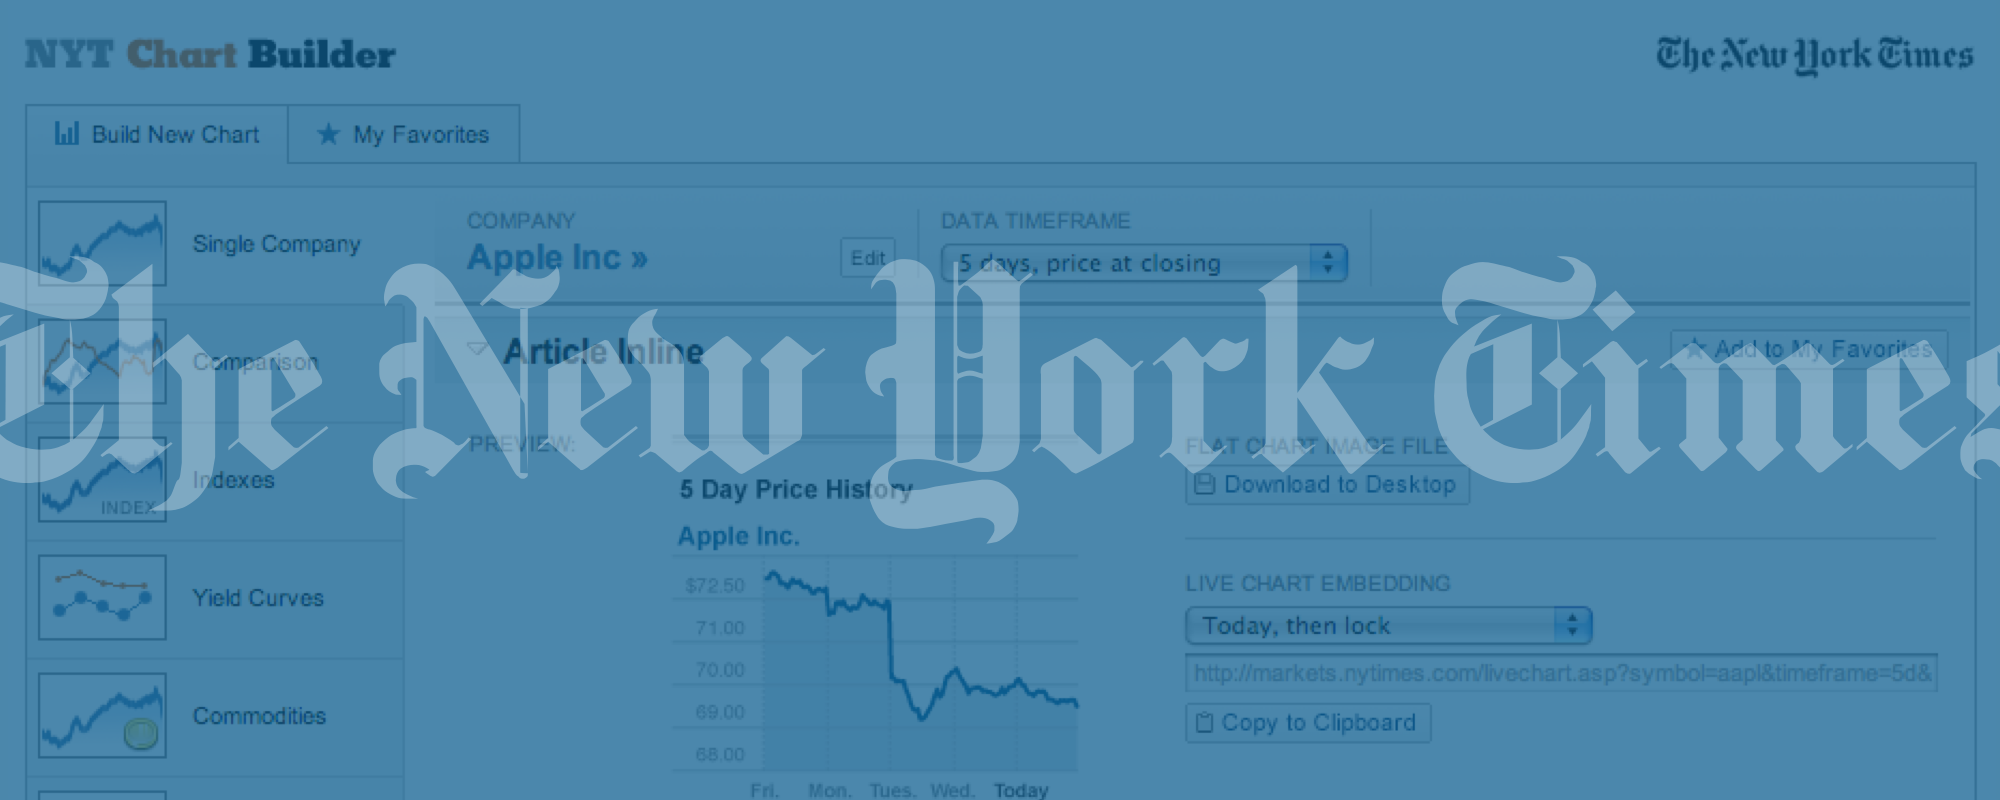 NYT Chart Builder
The New York Times
Build New Chart
My Favorites
Single Company
Comparison
Indexes
INDEX
Yield Curves
Commodities
COMPANY
Apple Inc »
Edit
DATA TIMEFRAME
5 days, price at closing
Article Inline
Add to My Favorites
The New York Times
PREVIEW:
5 Day Price History
Apple Inc.
$72.50
71.00
70.00
69.00
68.00
Fri. Mon. Tues. Wed. Today
FLAT CHART IMAGE FILE
Download to Desktop
LIVE CHART EMBEDDING
Today, then lock
http://markets.nytimes.com/livechart.asp?symbol=aapl&timeframe=5d&
Copy to Clipboard